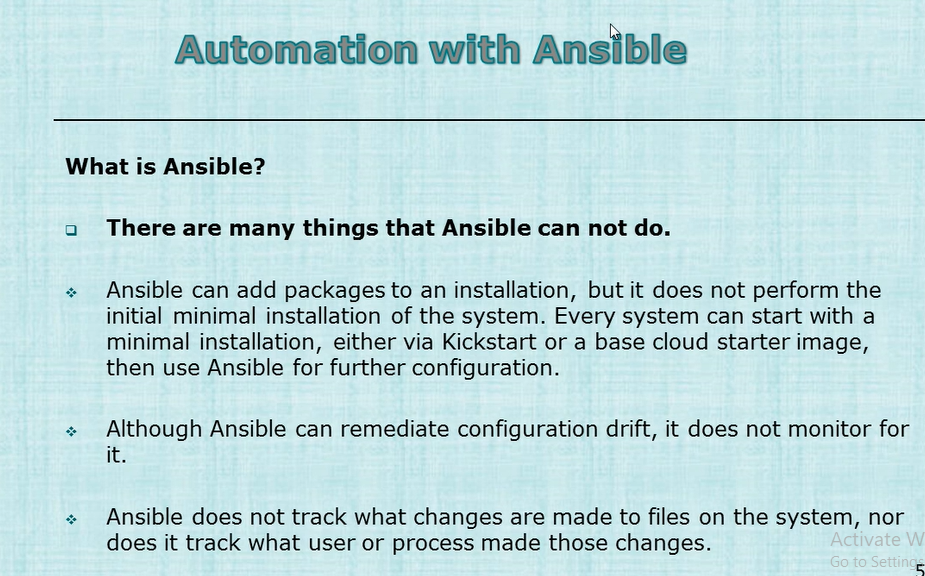 Automation with Ansible
What is Ansible?
There are many things that Ansible can not do.
Ansible can add packages to an installation, but it does not perform the
initial minimal installation of the system. Every system can start with a
minimal installation, either via Kickstart or a base cloud starter image,
then use Ansible for further configuration.
Although Ansible can remediate configuration drift, it does not monitor for
it.
Ansible does not track what changes are made to files on the system, nor
does it track what user or process made those changes.
Activate W
Go to Settings
5